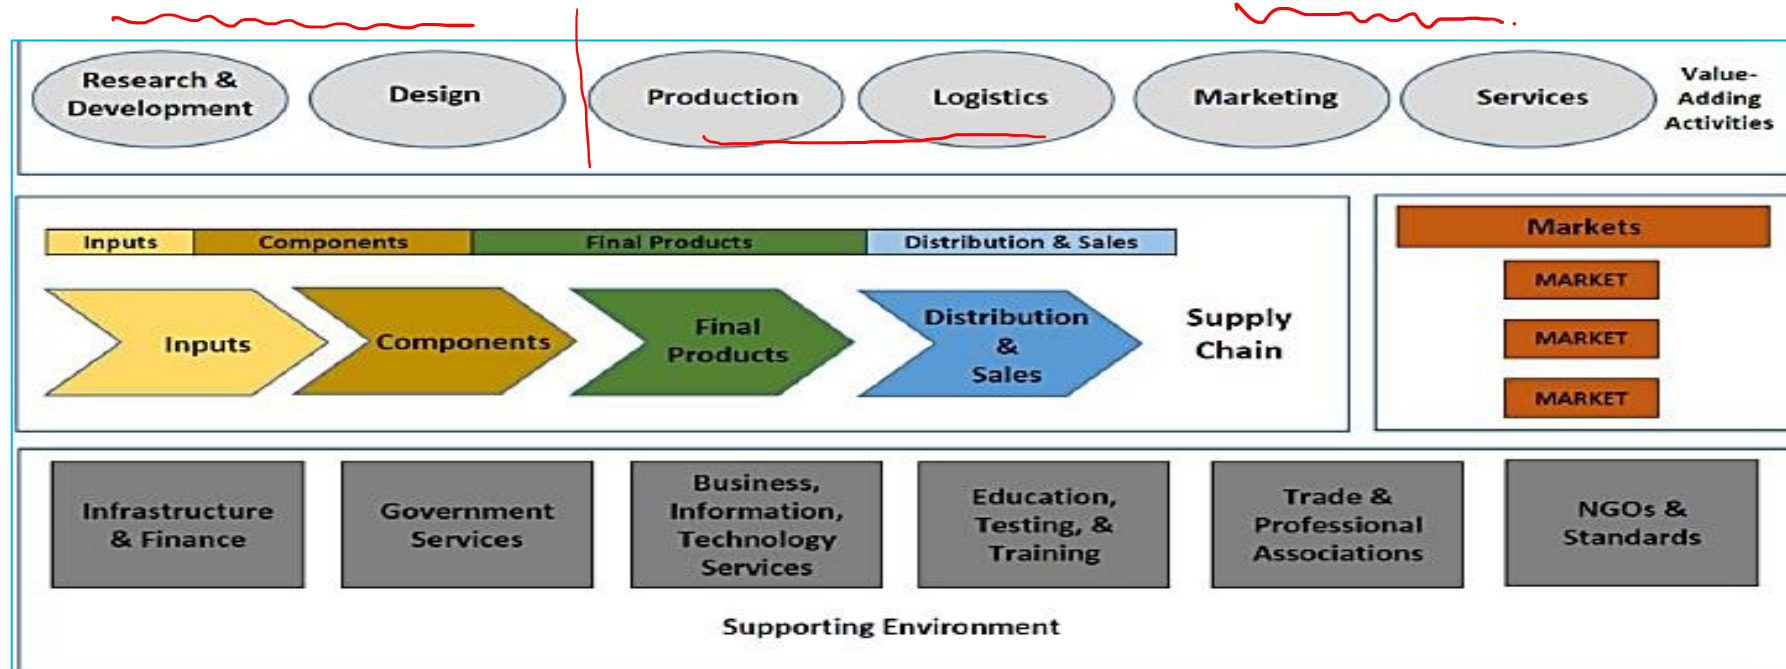 Research &
Development
Design
Production
Logistics
Marketing
Services
Value-
Adding
Activities
Inputs
Components
Final Products
Distribution & Sales
Inputs
Components
Final
Products
Distribution
&
Sales
Supply
Chain
Markets
MARKET
MARKET
MARKET
Infrastructure
& Finance
Government
Services
Business,
Information,
Technology
Services
Education,
Testing, &
Training
Trade &
Professional
Associations
NGOs &
Standards
Supporting Environment